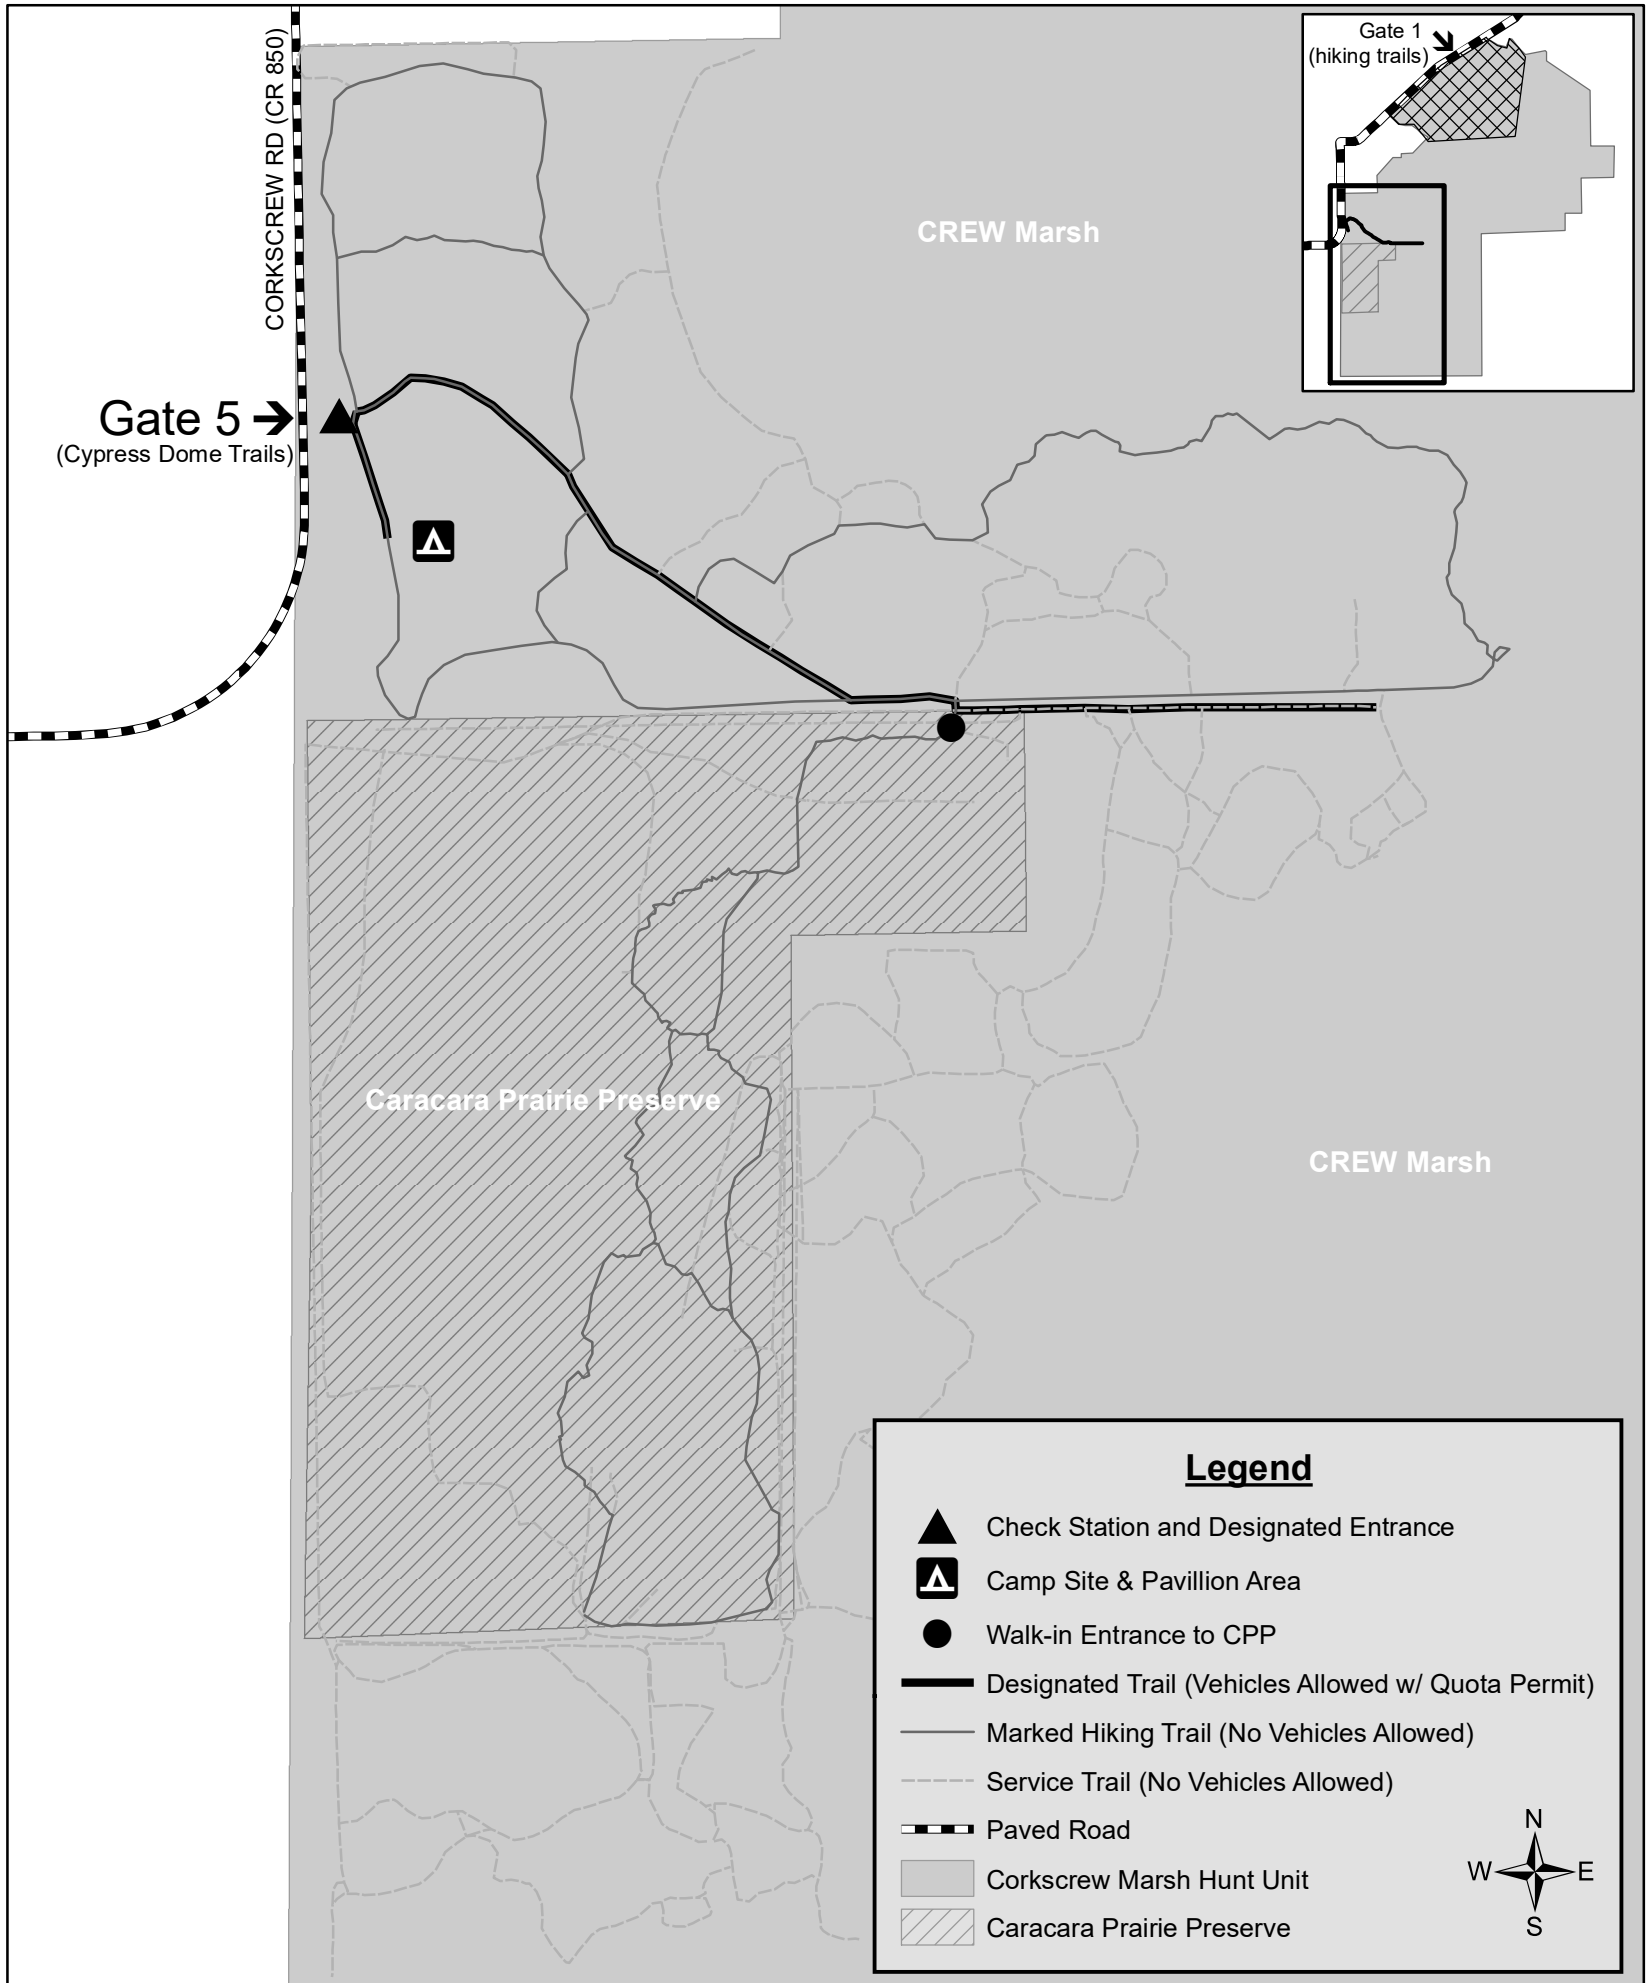 Gate 1
(hiking trails)
CORKSCREW RD (CR 850)
CREW Marsh
Gate 5
(Cypress Dome Trails)
Caracara Prairie Preserve
CREW Marsh
Legend
Check Station and Designated Entrance
Camp Site & Pavillion Area
Walk-in Entrance to CPP
Designated Trail (Vehicles Allowed w/ Quota Permit)
Marked Hiking Trail (No Vehicles Allowed)
Service Trail (No Vehicles Allowed)
Paved Road
Corkscrew Marsh Hunt Unit
Caracara Prairie Preserve
N
W E
S